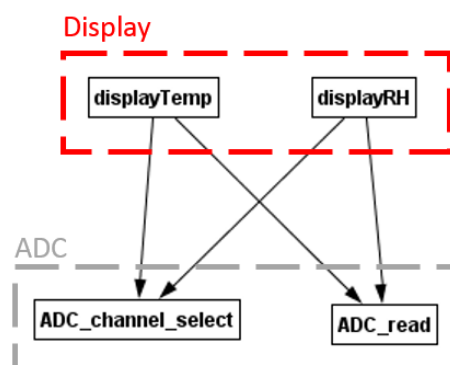 Display
displayTemp
displayRH
ADC
ADC_channel_select
ADC_read